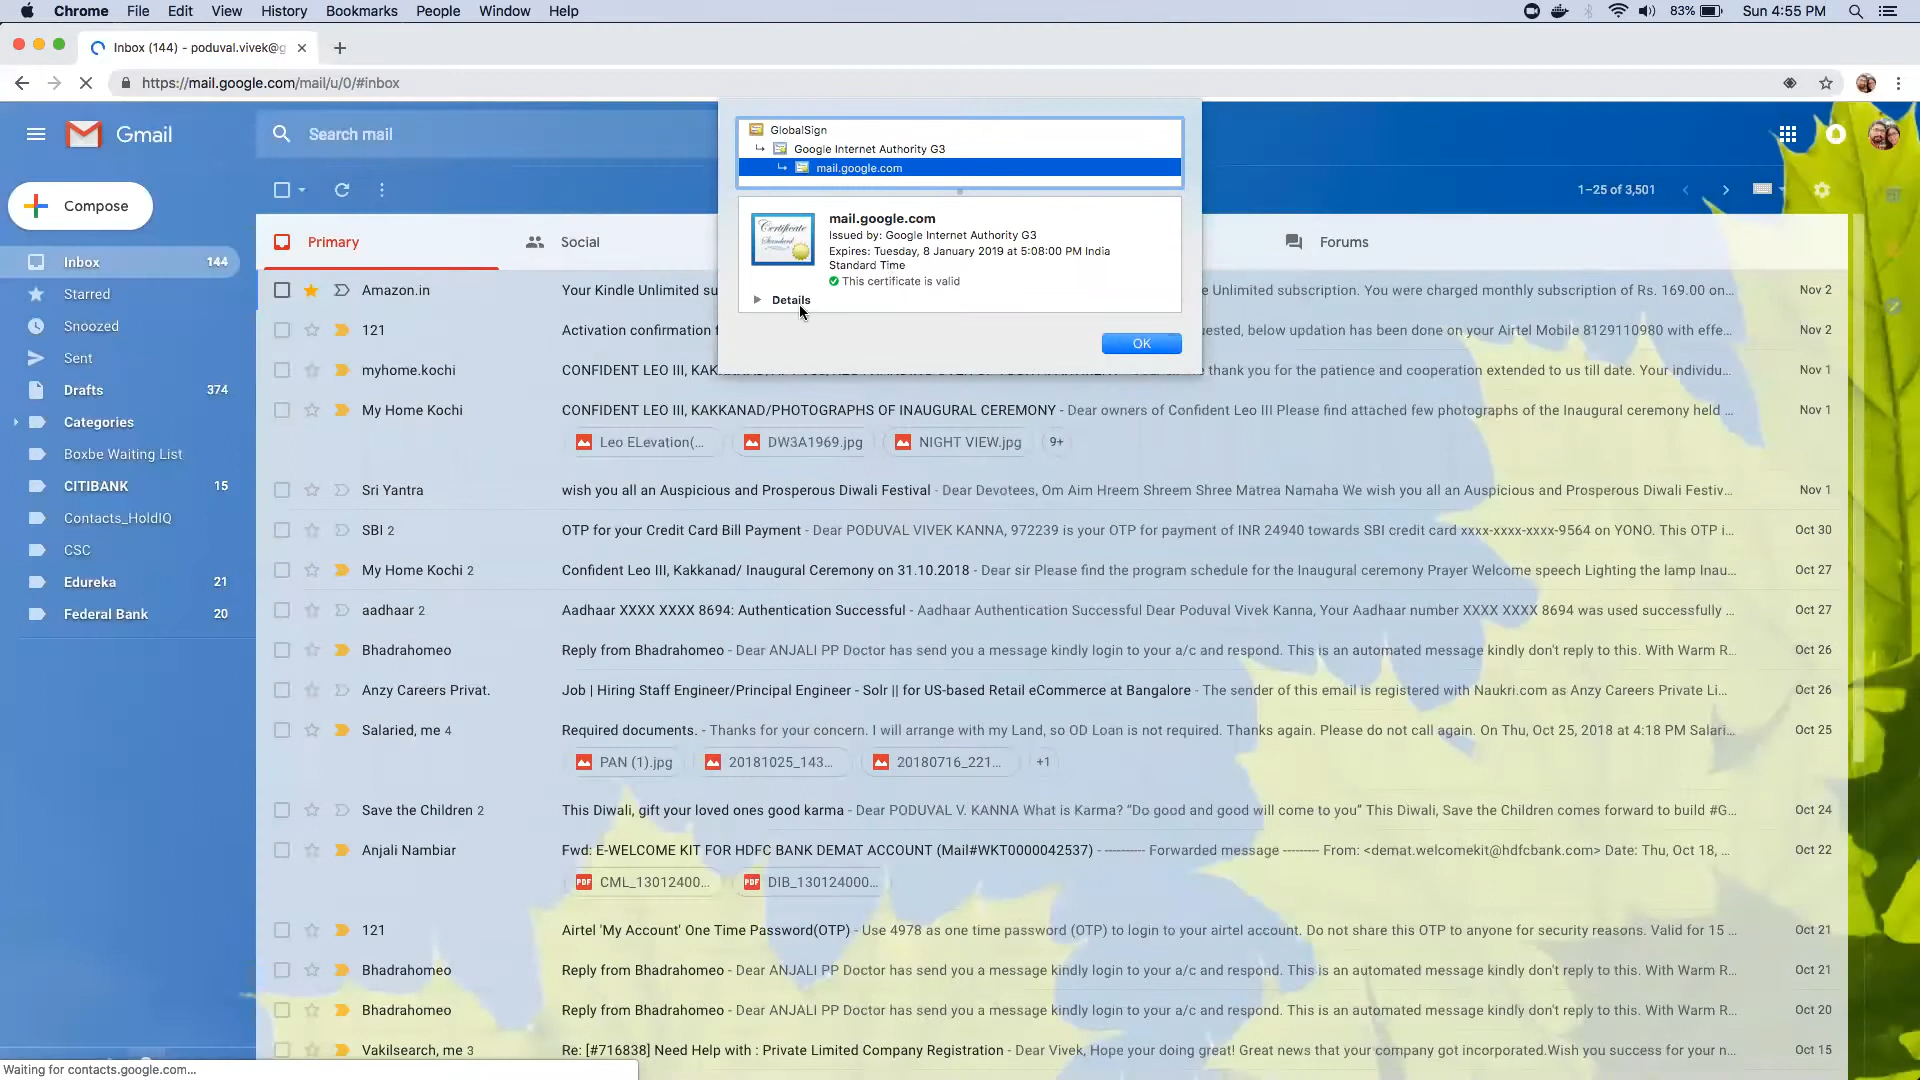 Chrome File Edit View History Bookmarks People Window Help 83% Sun 4:55 PM
Inbox (144) - poduval.vivek@g
https://mail.google.com/mail/u/0/#inbox
Gmail
Search mail
GlobalSign
Google Internet Authority G3
mail.google.com
mail.google.com
Issued by: Google Internet Authority G3
Expires: Tuesday, 8 January 2019 at 5:08:00 PM India
Standard Time
This certificate is valid
Details
OK
Certificate
Standard
1–25 of 3,501
Compose
Inbox 144
Starred
Snoozed
Sent
Drafts 374
Categories
Boxbe Waiting List
CITIBANK 15
Contacts_HoldIQ
CSC
Edureka 21
Federal Bank 20
Primary Social Forums
Amazon.in Your Kindle Unlimited su e Unlimited subscription. You were charged monthly subscription of Rs. 169.00 on... Nov 2
121 Activation confirmation f ested, below updation has been done on your Airtel Mobile 8129110980 with effe... Nov 2
myhome.kochi CONFIDENT LEO III, thank you for the patience and cooperation extended to us till date. Your individu... Nov 1
My Home Kochi CONFIDENT LEO III, KAKKANAD/PHOTOGRAPHS OF INAUGURAL CEREMONY - Dear owners of Confident Leo III Please find attached few photographs of the Inaugural ceremony held ... Nov 1
Leo ELevation(... DW3A1969.jpg NIGHT VIEW.jpg 9+
Sri Yantra wish you all an Auspicious and Prosperous Diwali Festival - Dear Devotees, Om Aim Hreem Shreem Shree Matrea Namaha We wish you all an Auspicious and Prosperous Diwali Festiv... Nov 1
SBI 2 OTP for your Credit Card Bill Payment - Dear PODUVAL VIVEK KANNA, 972239 is your OTP for payment of INR 24940 towards SBI credit card xxxx-xxxx-xxxx-9564 on YONO. This OTP i... Oct 30
My Home Kochi 2 Confident Leo III, Kakkanad/ Inaugural Ceremony on 31.10.2018 - Dear sir Please find the program schedule for the Inaugural ceremony Prayer Welcome speech Lighting the lamp Inau... Oct 27
aadhaar 2 Aadhaar XXXX XXXX 8694: Authentication Successful - Aadhaar Authentication Successful Dear Poduval Vivek Kanna, Your Aadhaar number XXXX XXXX 8694 was used successfully ... Oct 27
Bhadrahomeo Reply from Bhadrahomeo - Dear ANJALI PP Doctor has send you a message kindly login to your a/c and respond. This is an automated message kindly don't reply to this. With Warm R... Oct 26
Anzy Careers Privat. Job | Hiring Staff Engineer/Principal Engineer - Solr || for US-based Retail eCommerce at Bangalore - The sender of this email is registered with Naukri.com as Anzy Careers Private Li... Oct 26
Salaried, me 4 Required documents. - Thanks for your concern. I will arrange with my Land, so OD Loan is not required. Thanks again. Please do not call again. On Thu, Oct 25, 2018 at 4:18 PM Salari... Oct 25
PAN (1).jpg 20181025_143... 20180716_221... +1
Save the Children 2 This Diwali, gift your loved ones good karma - Dear PODUVAL V. KANNA What is Karma? “Do good and good will come to you” This Diwali, Save the Children comes forward to build #G... Oct 24
Anjali Nambiar Fwd: E-WELCOME KIT FOR HDFC BANK DEMAT ACCOUNT (Mail#WKT0000042537) - ---------- Forwarded message --------- From: <demat.welcomekit@hdfcbank.com> Date: Thu, Oct 18, ... Oct 22
PDF CML_13012400... PDF DIB_130124000...
121 Airtel 'My Account' One Time Password(OTP) - Use 4978 as one time password (OTP) to login to your airtel account. Do not share this OTP to anyone for security reasons. Valid for 15 ... Oct 21
Bhadrahomeo Reply from Bhadrahomeo - Dear ANJALI PP Doctor has send you a message kindly login to your a/c and respond. This is an automated message kindly don't reply to this. With Warm R... Oct 21
Bhadrahomeo Reply from Bhadrahomeo - Dear ANJALI PP Doctor has send you a message kindly login to your a/c and respond. This is an automated message kindly don't reply to this. With Warm R... Oct 20
Vakilsearch, me 3 Re: [#716838] Need Help with : Private Limited Company Registration - Dear Vivek, Hope your doing great! Great news that your company got incorporated.Wish you success for your n... Oct 15
Waiting for contacts.google.com...